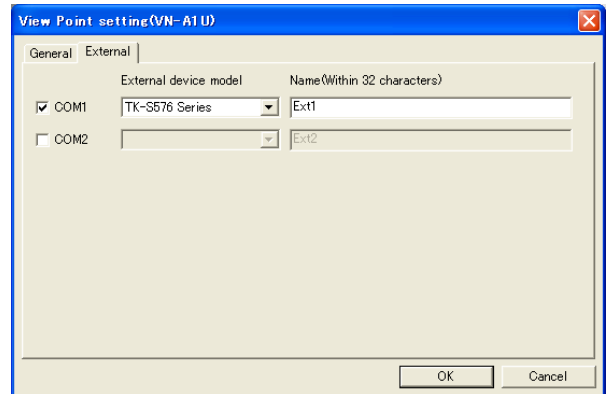 View Point setting(VN-A1U)
General External
External device model Name(Within 32 characters)
COM1 TK-S576 Series Ext1
COM2 Ext2
OK Cancel